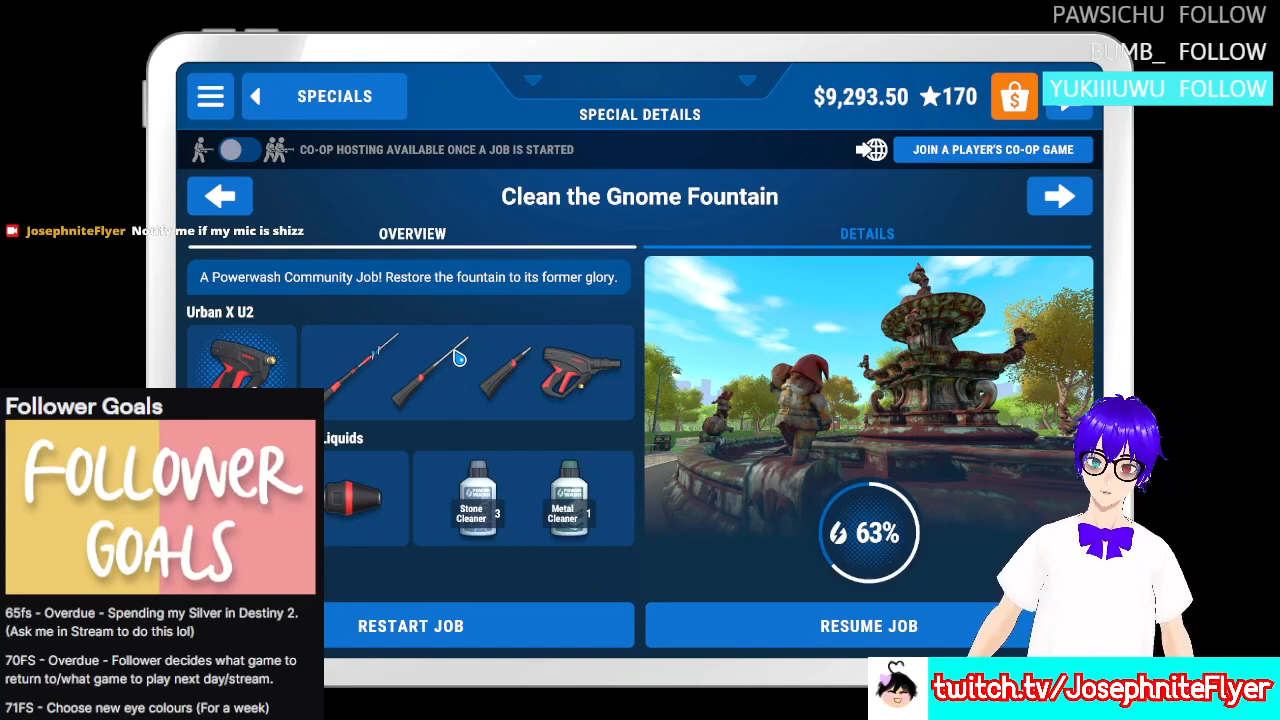 PAWSICHU FOLLOW
BUMB_ FOLLOW
YUKIIIUWU FOLLOW
SPECIALS
SPECIAL DETAILS
$9,293.50 ★170
CO-OP HOSTING AVAILABLE ONCE A JOB IS STARTED
JOIN A PLAYER'S CO-OP GAME
Clean the Gnome Fountain
JosephniteFlyer Notify me if my mic is shizz
OVERVIEW
DETAILS
A Powerwash Community Job! Restore the fountain to its former glory.
Urban X U2
Liquids
Stone Cleaner 3
Metal Cleaner 1
63%
RESTART JOB
RESUME JOB
Follower Goals
FOLLOWER
GOALS
65fs - Overdue - Spending my Silver in Destiny 2.
(Ask me in Stream to do this lol)
70FS - Overdue - Follower decides what game to
return to/what game to play next day/stream.
71FS - Choose new eye colours (For a week)
twitch.tv/JosephniteFlyer